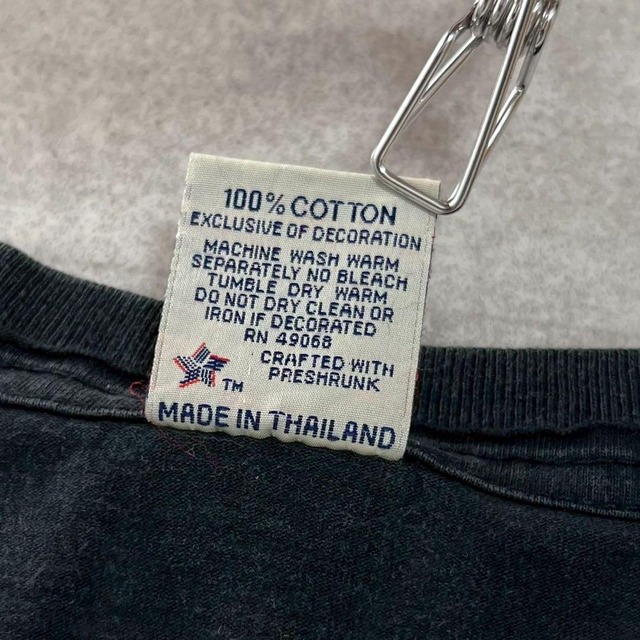 100% COTTON
EXCLUSIVE OF DECORATION
MACHINE WASH WARM
SEPARATELY NO BLEACH
TUMBLE DRY WARM
DO NOT DRY CLEAN OR
IRON IF DECORATED
RN 49068
CRAFTED WITH
TM PRESHRUNK
MADE IN THAILAND